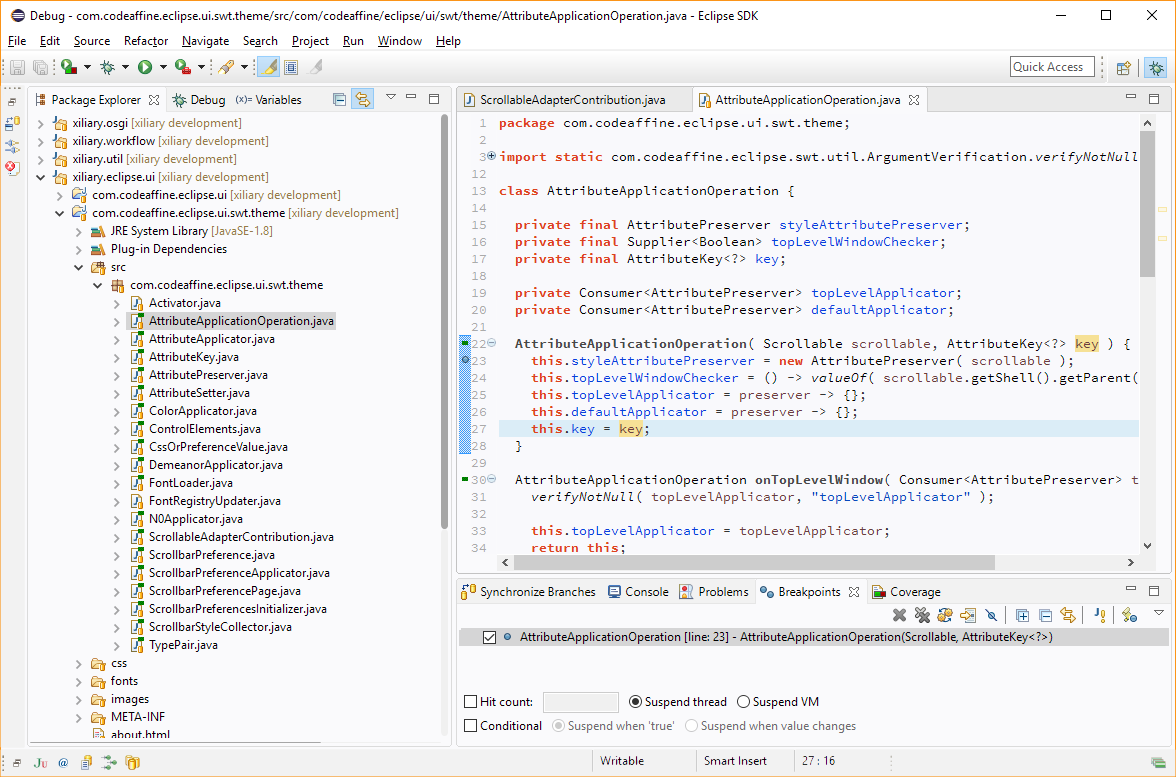 Debug - com.codeaffine.eclipse.ui.swt.theme/src/com/codeaffine/eclipse/ui/swt/theme/AttributeApplicationOperation.java - Eclipse SDK
File Edit Source Refactor Navigate Search Project Run Window Help
Quick Access
Package Explorer Debug (x)= Variables
xiliary.osgi [xiliary development]
xiliary.workflow [xiliary development]
xiliary.util [xiliary development]
xiliary.eclipse.ui [xiliary development]
com.codeaffine.eclipse.ui [xiliary development]
com.codeaffine.eclipse.ui.swt.theme [xiliary development]
JRE System Library [JavaSE-1.8]
Plug-in Dependencies
src
com.codeaffine.eclipse.ui.swt.theme
Activator.java
AttributeApplicationOperation.java
AttributeApplicator.java
AttributeKey.java
AttributePreserver.java
AttributeSetter.java
ColorApplicator.java
ControlElements.java
CssOrPreferenceValue.java
DemeanorApplicator.java
FontLoader.java
FontRegistryUpdater.java
N0Applicator.java
ScrollableAdapterContribution.java
ScrollbarPreference.java
ScrollbarPreferenceApplicator.java
ScrollbarPreferencePage.java
ScrollbarPreferencesInitializer.java
ScrollbarStyleCollector.java
TypePair.java
css
fonts
images
META-INF
about.html
ScrollableAdapterContribution.java AttributeApplicationOperation.java
1 package com.codeaffine.eclipse.ui.swt.theme;
2
3 import static com.codeaffine.eclipse.swt.util.ArgumentVerification.verifyNotNull
12
13 class AttributeApplicationOperation {
14
15 private final AttributePreserver styleAttributePreserver;
16 private final Supplier<Boolean> topLevelWindowChecker;
17 private final AttributeKey<?> key;
18
19 private Consumer<AttributePreserver> topLevelApplicator;
20 private Consumer<AttributePreserver> defaultApplicator;
21
22 AttributeApplicationOperation( Scrollable scrollable, AttributeKey<?> key ) {
23 this.styleAttributePreserver = new AttributePreserver( scrollable );
24 this.topLevelWindowChecker = () -> valueOf( scrollable.getShell().getParent(
25 this.topLevelApplicator = preserver -> {};
26 this.defaultApplicator = preserver -> {};
27 this.key = key;
28 }
29
30 AttributeApplicationOperation onTopLevelWindow( Consumer<AttributePreserver> t
31 verifyNotNull( topLevelApplicator, "topLevelApplicator" );
32
33 this.topLevelApplicator = topLevelApplicator;
34 return this;
Synchronize Branches Console Problems Breakpoints Coverage
AttributeApplicationOperation [line: 23] - AttributeApplicationOperation(Scrollable, AttributeKey<?>)
Hit count: Suspend thread Suspend VM
Conditional Suspend when 'true' Suspend when value changes
Ju @ Writable Smart Insert 27 : 16